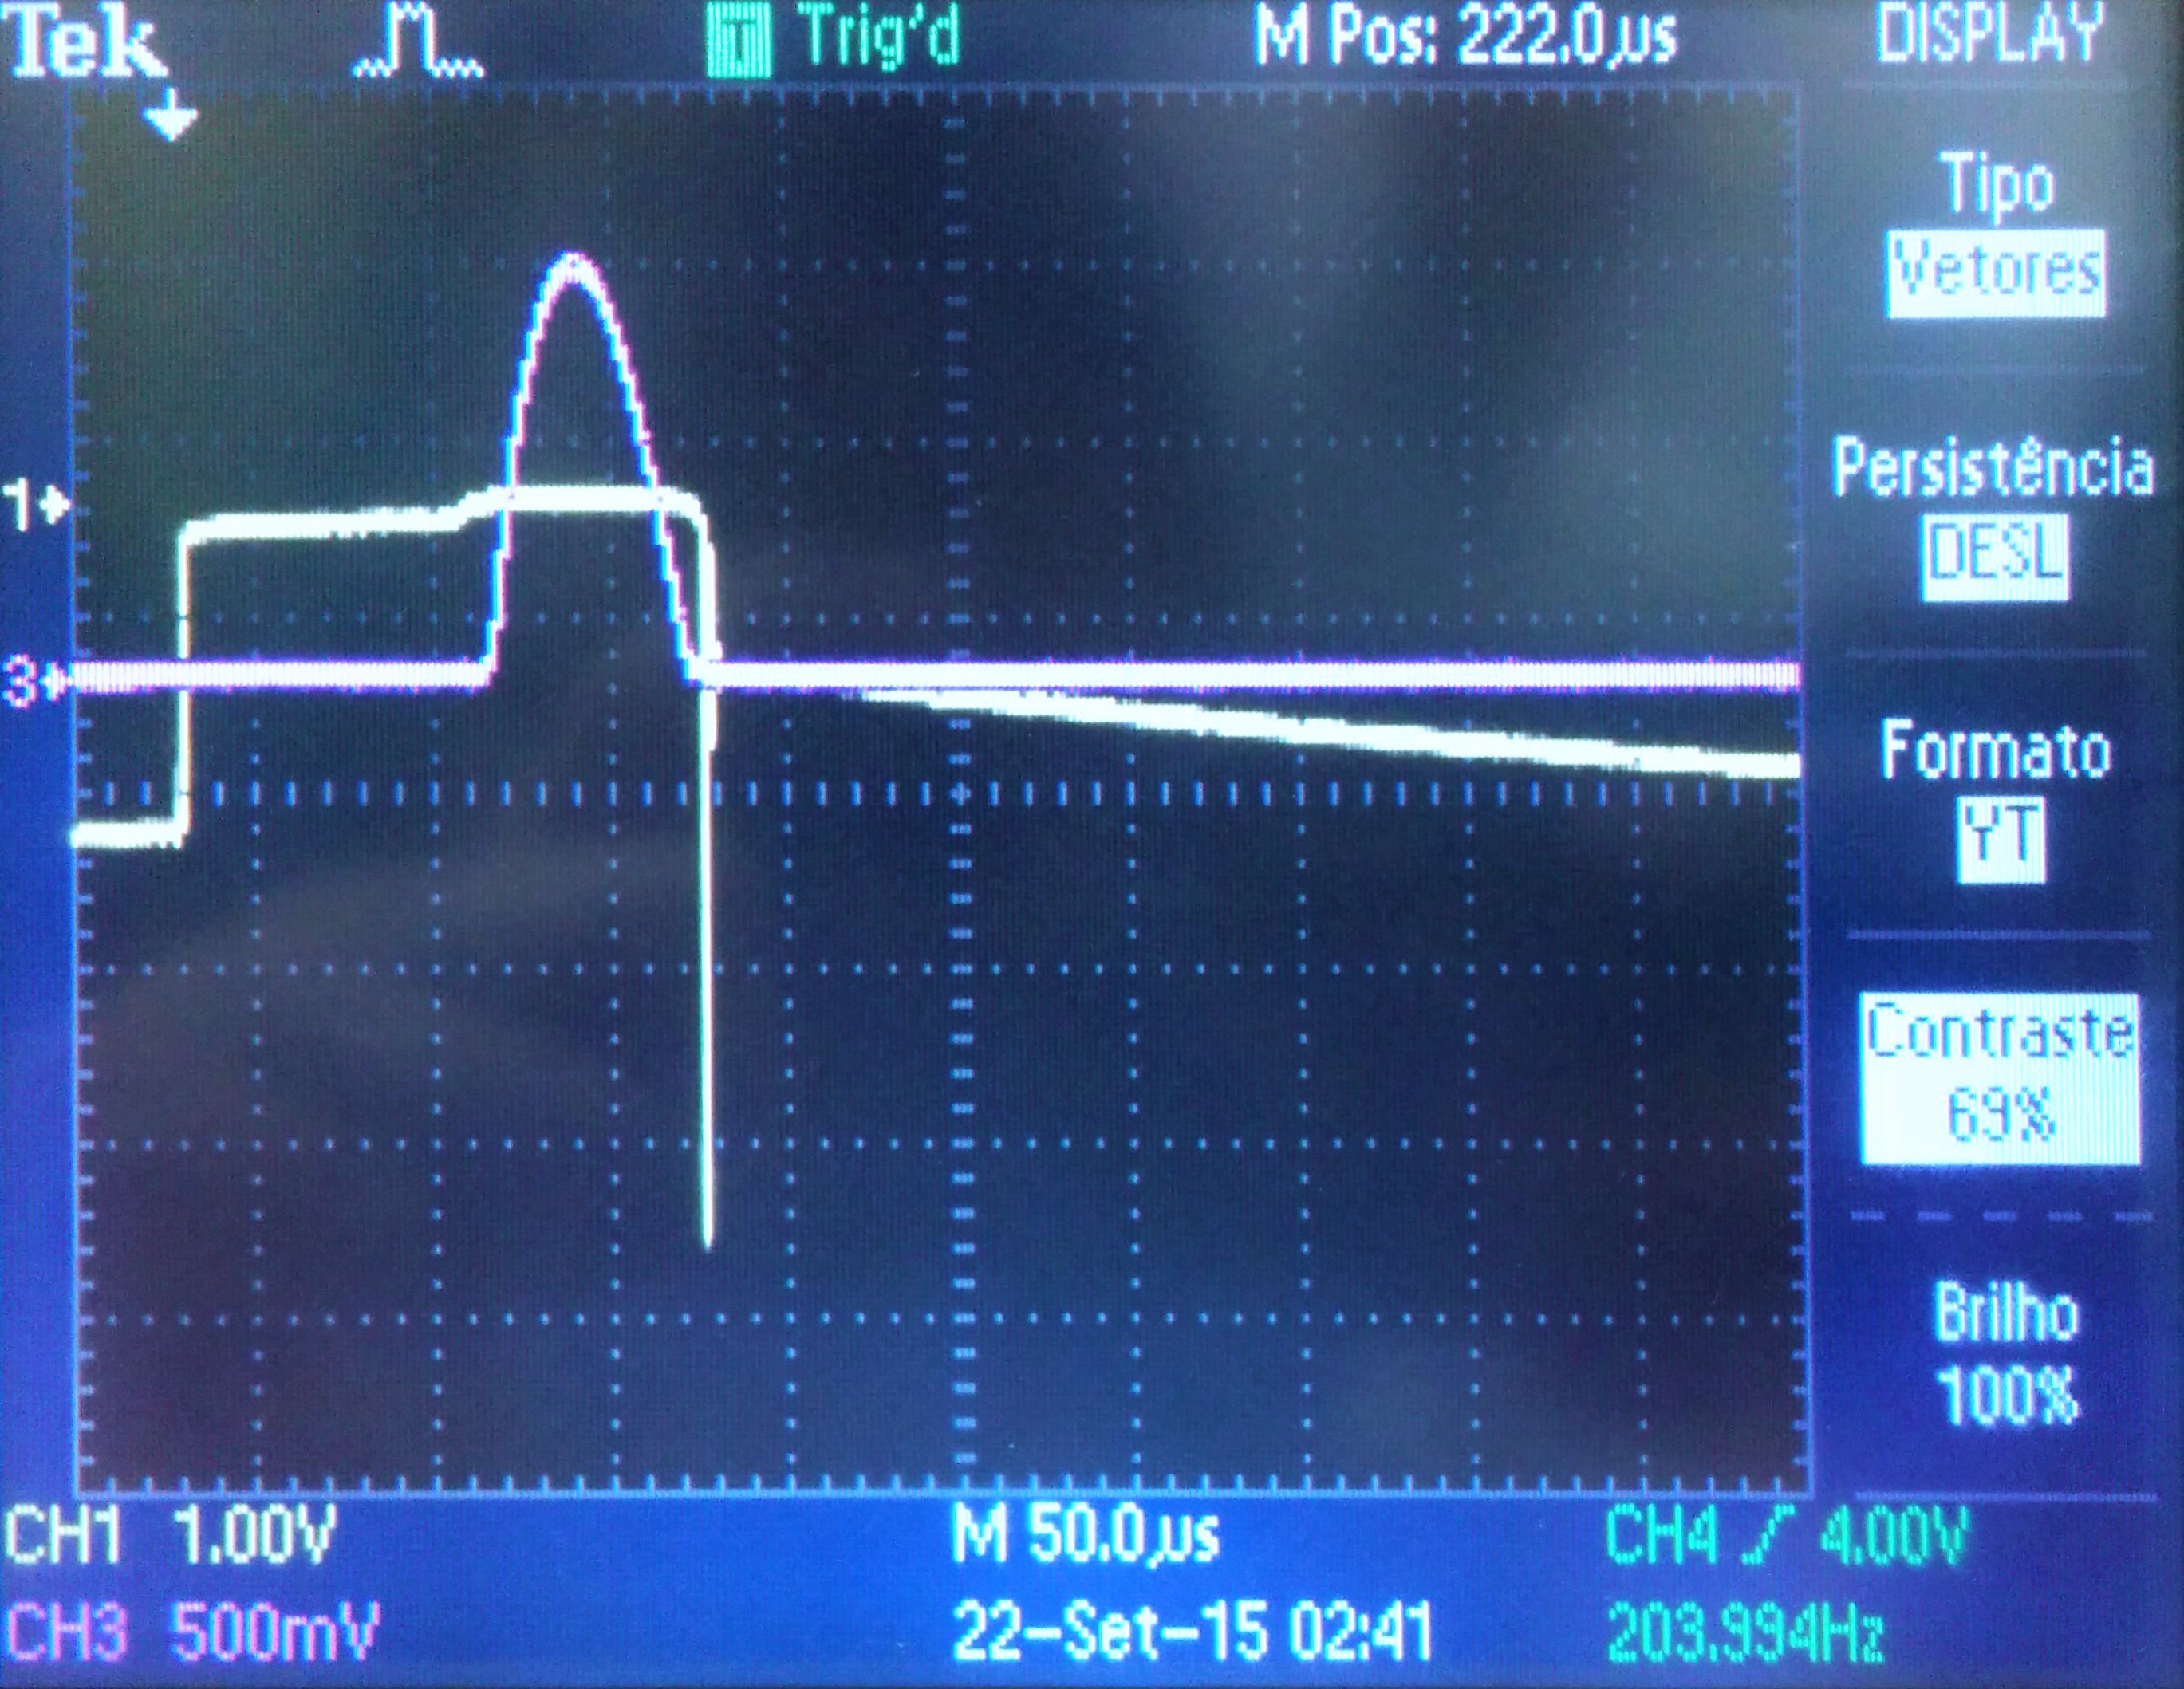 Tek T Trig'd M Pos: 222.0µs DISPLAY
Tipo
Vetores
Persistência
DESL
Formato
YT
Contraste
69%
Brilho
100%
1
3
CH1 1.00V M 50.0µs CH4 4.00V
CH3 500mV 22-Set-15 02:41 203.994Hz